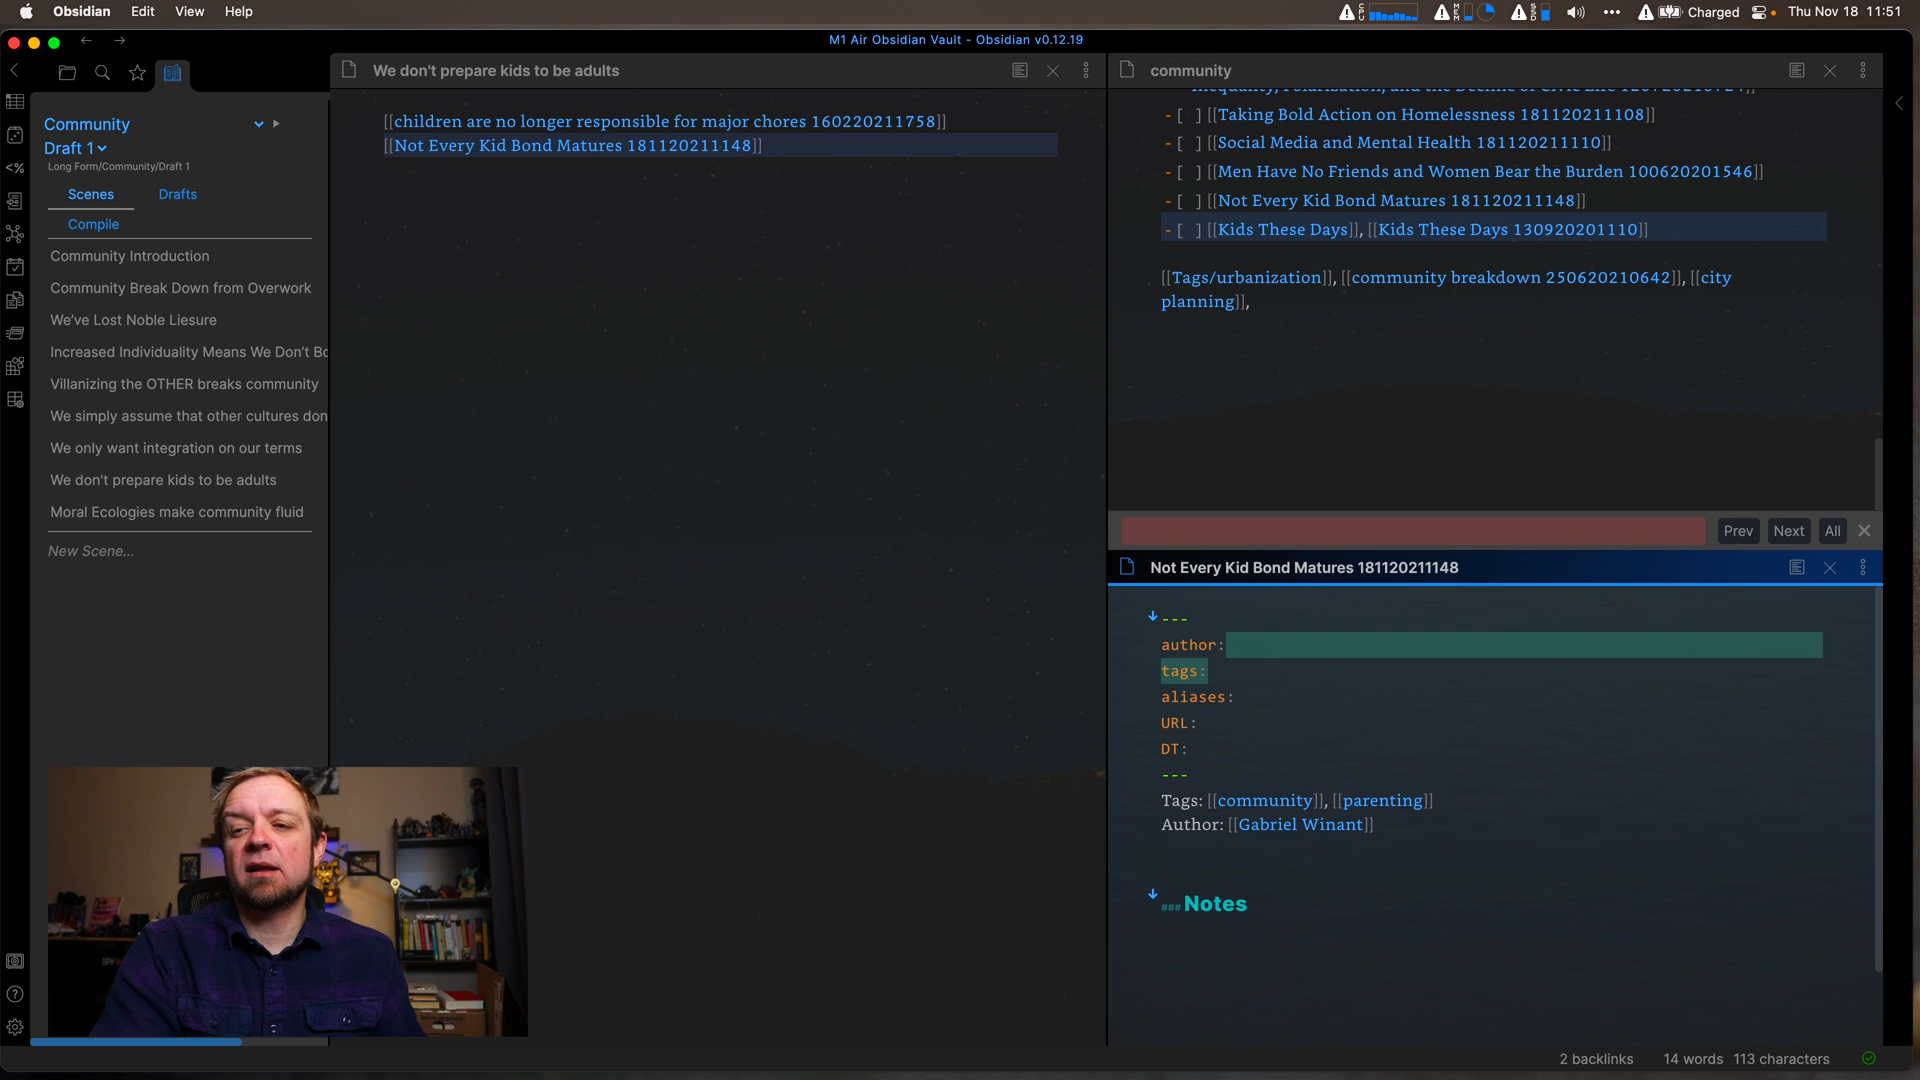 Obsidian Edit View Help
CPU MEM SSD Charged Thu Nov 18 11:51
M1 Air Obsidian Vault - Obsidian v0.12.19
Community
Draft 1
Long Form/Community/Draft 1
Scenes Drafts
Compile
Community Introduction
Community Break Down from Overwork
We've Lost Noble Liesure
Increased Individuality Means We Don't Bo
Villanizing the OTHER breaks community
We simply assume that other cultures don
We only want integration on our terms
We don't prepare kids to be adults
Moral Ecologies make community fluid
New Scene...
We don't prepare kids to be adults
[[children are no longer responsible for major chores 160220211758]]
[[Not Every Kid Bond Matures 181120211148]]
community
- [ ] [[Taking Bold Action on Homelessness 181120211108]]
- [ ] [[Social Media and Mental Health 181120211110]]
- [ ] [[Men Have No Friends and Women Bear the Burden 100620201546]]
- [ ] [[Not Every Kid Bond Matures 181120211148]]
- [ ] [[Kids These Days]], [[Kids These Days 130920201110]]
[[Tags/urbanization]], [[community breakdown 250620210642]], [[city
planning]],
Prev Next All
Not Every Kid Bond Matures 181120211148
---
author:
tags:
aliases:
URL:
DT:
---
Tags: [[community]], [[parenting]]
Author: [[Gabriel Winant]]
### Notes
2 backlinks 14 words 113 characters